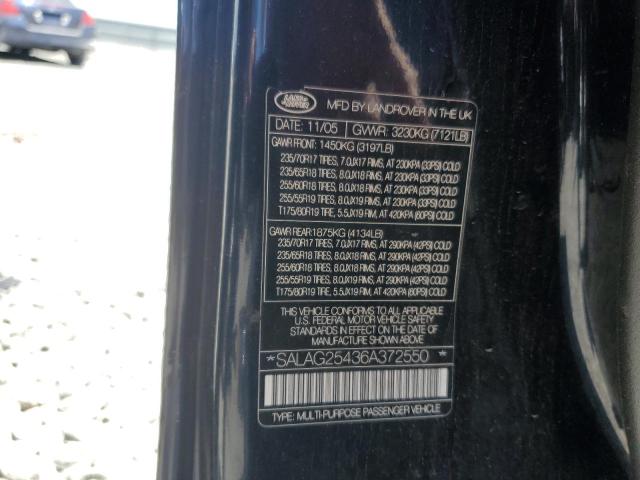 LAND ROVER
MFD BY LANDROVER IN THE UK
DATE: 11/05 GVWR: 3230KG (7121LB)
GAWR FRONT: 1450KG (3197LB)
235/70R17 TIRES, 7.0JX17 RIMS, AT 230KPA (33PSI) COLD
235/65R18 TIRES, 8.0JX18 RIMS, AT 230KPA (33PSI) COLD
255/60R18 TIRES, 8.0JX18 RIMS, AT 230KPA (33PSI) COLD
255/55R19 TIRES, 8.0JX19 RIMS, AT 230KPA (33PSI) COLD
T175/80R19 TIRE, 5.5JX19 RIM, AT 420KPA (60PSI) COLD
GAWR REAR:1875KG (4134LB)
235/70R17 TIRES, 7.0JX17 RIMS, AT 290KPA (42PSI) COLD
235/65R18 TIRES, 8.0JX18 RIMS, AT 290KPA (42PSI) COLD
255/60R18 TIRES, 8.0JX18 RIMS, AT 290KPA (42PSI) COLD
255/55R19 TIRES, 8.0JX19 RIMS, AT 290KPA (42PSI) COLD
T175/80R19 TIRE, 5.5JX19 RIM, AT 420KPA (60PSI) COLD
THIS VEHICLE CONFORMS TO ALL APPLICABLE
U.S. FEDERAL MOTOR VEHICLE SAFETY
STANDARDS IN EFFECT ON THE DATE OF
MANUFACTURE SHOWN ABOVE
*SALAG25436A372550*
TYPE: MULTI-PURPOSE PASSENGER VEHICLE